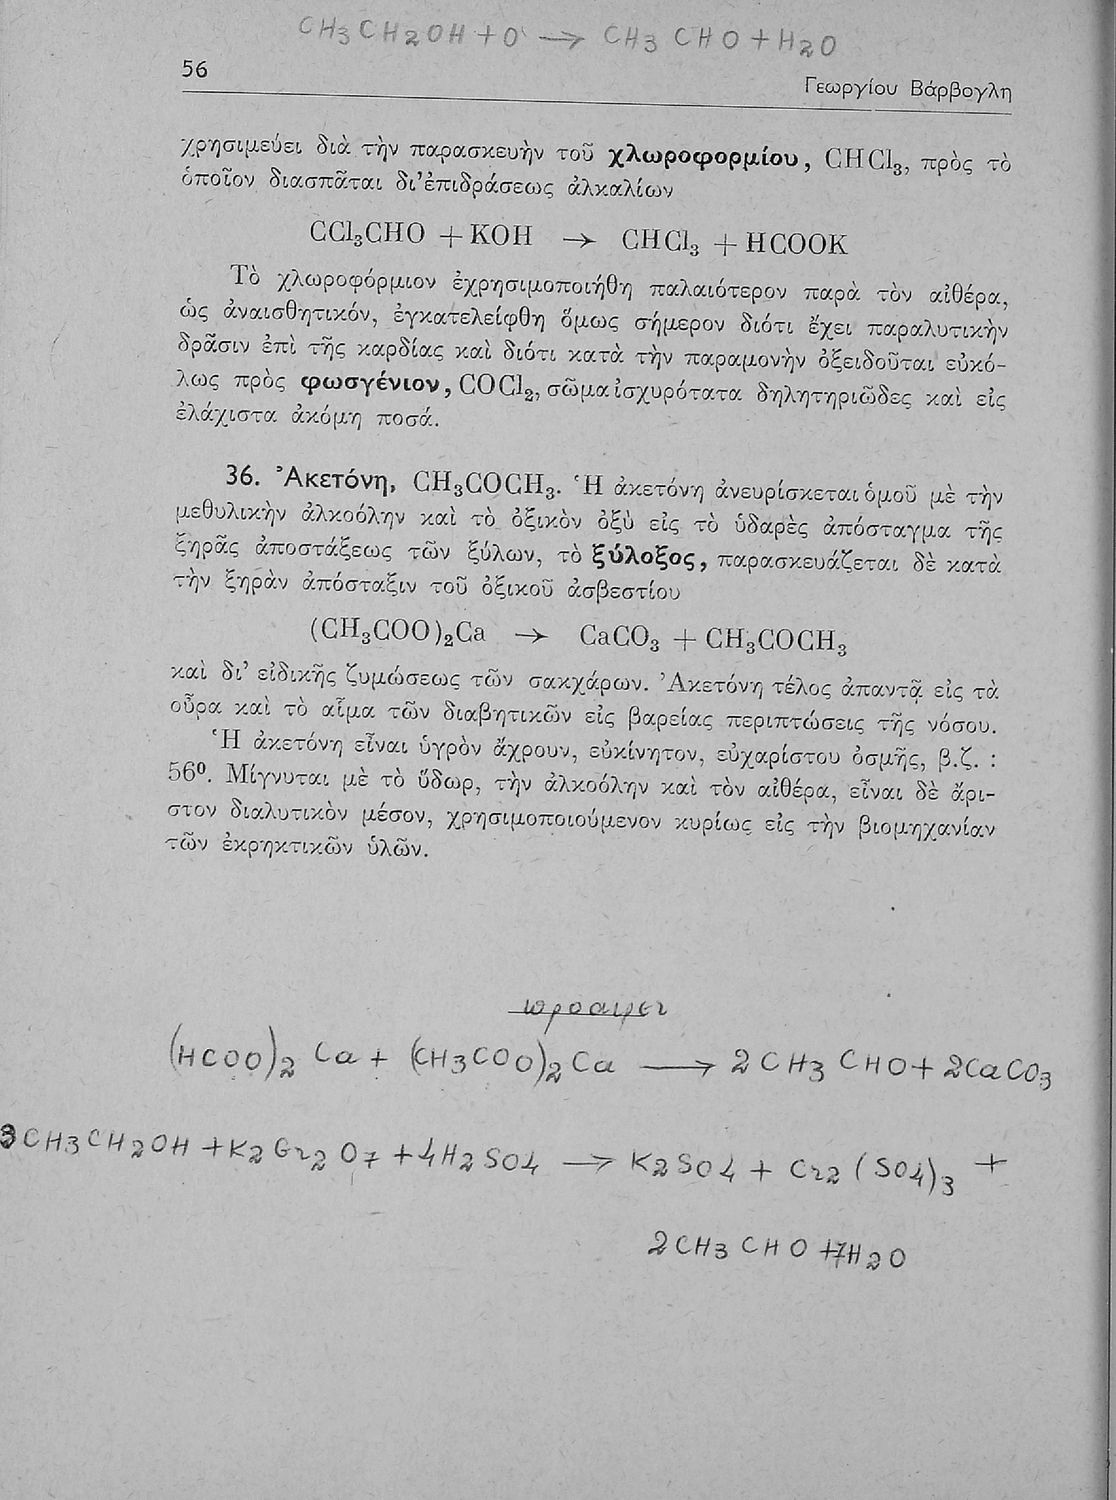 CH3CH2OH + O → CH3CHO + H2O
56
Γεωργίου Βάρβογλη
χρησιμεύει διὰ τὴν παρασκευὴν τοῦ χλωροφορμίου, CHCl₃, πρὸς τὸ
ὁποῖον διασπᾶται δι’ἐπιδράσεως ἀλκαλίων
CCl₃CHO + KOH → CHCl₃ + HCOOK
Τὸ χλωροφόρμιον ἐχρησιμοποιήθη παλαιότερον παρὰ τὸν αἰθέρα,
ὡς ἀναισθητικόν, ἐγκατελείφθη ὅμως σήμερον διότι ἔχει παραλυτικὴν
δρᾶσιν ἐπὶ τῆς καρδίας καὶ διότι κατὰ τὴν παραμονὴν ὀξειδοῦται εὐκό-
λως πρὸς φωσγένιον, COCl₂, σῶμα ἰσχυρότατα δηλητηριῶδες καὶ εἰς
ἐλάχιστα ἀκόμη ποσά.
36. Ἀκετόνη, CH₃COCH₃. Ἡ ἀκετόνη ἀνευρίσκεται ὁμοῦ μὲ τὴν
μεθυλικὴν ἀλκοόλην καὶ τὸ ὀξικὸν ὀξὺ εἰς τὸ ὑδαρὲς ἀπόσταγμα τῆς
ξηρᾶς ἀποστάξεως τῶν ξύλων, τὸ ξύλοξος, παρασκευάζεται δὲ κατὰ
τὴν ξηρὰν ἀπόσταξιν τοῦ ὀξικοῦ ἀσβεστίου
(CH₃COO)₂Ca → CaCO₃ + CH₃COCH₃
καὶ δι’ εἰδικῆς ζυμώσεως τῶν σακχάρων. Ἀκετόνη τέλος ἀπαντᾷ εἰς τὰ
οὖρα καὶ τὸ αἷμα τῶν διαβητικῶν εἰς βαρείας περιπτώσεις τῆς νόσου.
Ἡ ἀκετόνη εἶναι ὑγρὸν ἄχρουν, εὐκίνητον, εὐχαρίστου ὀσμῆς, β.ζ. :
56⁰. Μίγνυται μὲ τὸ ὕδωρ, τὴν ἀλκοόλην καὶ τὸν αἰθέρα, εἶναι δὲ ἄρι-
στον διαλυτικὸν μέσον, χρησιμοποιούμενον κυρίως εἰς τὴν βιομηχανίαν
τῶν ἐκρηκτικῶν ὑλῶν.
(HCOO)2 Ca + (CH3COO)2 Ca → 2CH3CHO + 2CaCO3
3CH3CH2OH + K2Cr2O7 + 4H2SO4 → K2SO4 + Cr2(SO4)3 +
2CH3CHO + 7H2O